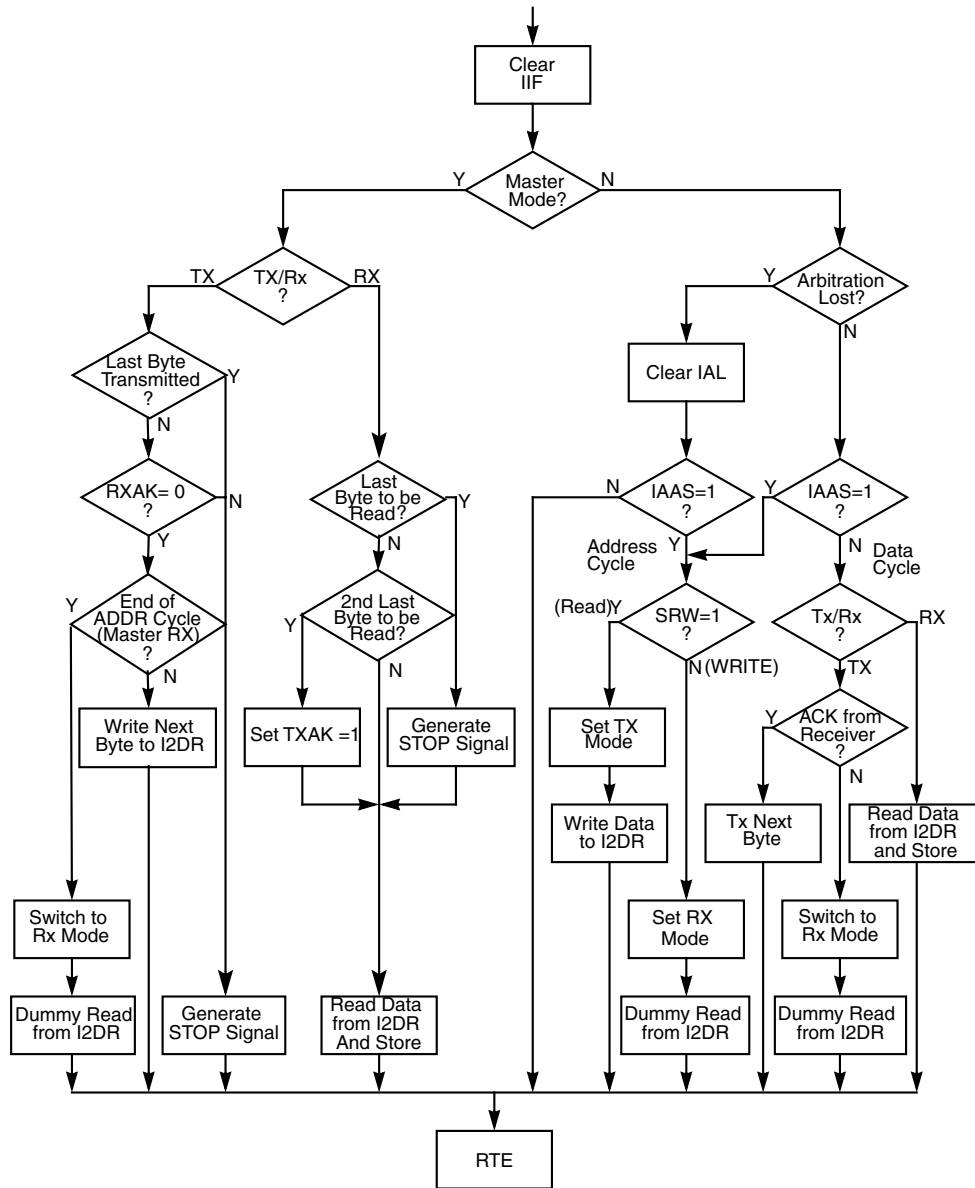 Clear
IIF
Y
Master
Mode?
N
TX
TX/Rx
?
RX
Y
Arbitration
Lost?
N
Last Byte
Transmitted
?
Y
N
Clear IAL
RXAK= 0
?
N
Y
Last
Byte to be
Read?
Y
N
N
IAAS=1
?
Y
Address
Cycle
Y
IAAS=1
?
N
Data
Cycle
Y
End of
ADDR Cycle
(Master RX)
?
N
Y
2nd Last
Byte to be
Read?
N
(Read)
Y
SRW=1
?
N
(WRITE)
Tx/Rx
?
RX
TX
Write Next
Byte to I2DR
Set TXAK =1
Generate
STOP Signal
Set TX
Mode
Y
ACK from
Receiver
?
N
Write Data
to I2DR
Tx Next
Byte
Read Data
from I2DR
and Store
Switch to
Rx Mode
Set RX
Mode
Switch to
Rx Mode
Dummy Read
from I2DR
Generate
STOP Signal
Read Data
from I2DR
And Store
Dummy Read
from I2DR
Dummy Read
from I2DR
RTE